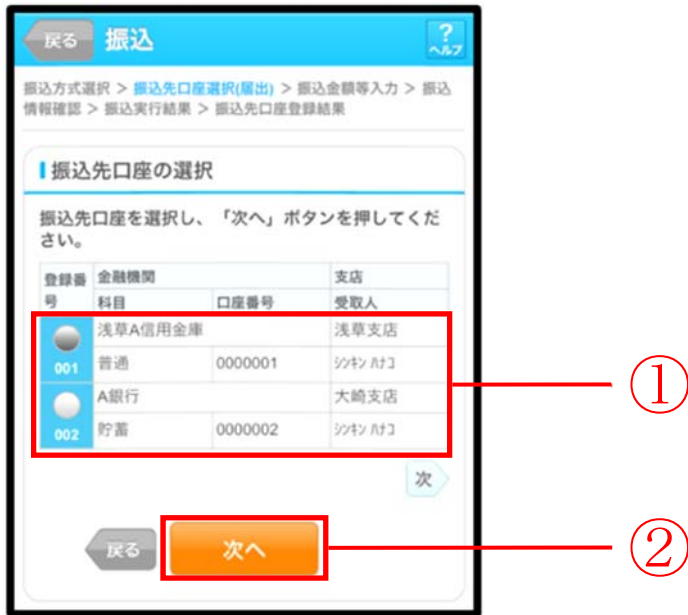 戻る 振込 ? ヘルプ
振込方式選択 > 振込先口座選択(届出) > 振込金額等入力 > 振込
情報確認 > 振込実行結果 > 振込先口座登録結果
振込先口座の選択
振込先口座を選択し、「次へ」ボタンを押してくだ
さい。
登録番号 金融機関 支店
科目 口座番号 受取人
浅草A信用金庫 浅草支店
001 普通 0000001 ｼﾝｷﾝ ﾊﾅｺ
①
A銀行 大崎支店
002 貯蓄 0000002 ｼﾝｷﾝ ﾊﾅｺ
次
戻る 次へ ②